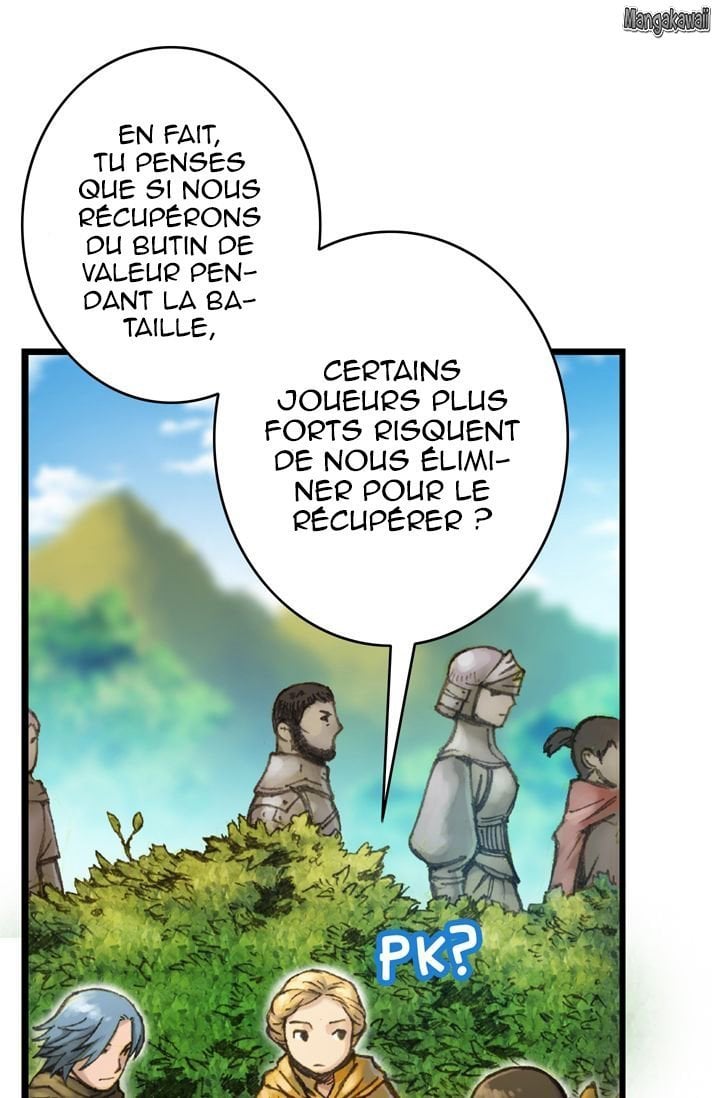 Mangakawaii
EN FAIT,
TU PENSES
QUE SI NOUS
RÉCUPÉRONS
DU BUTIN DE
VALEUR PEN-
DANT LA BA-
TAILLE,
CERTAINS
JOUEURS PLUS
FORTS RISQUENT
DE NOUS ÉLIMI-
NER POUR LE
RÉCUPÉRER ?
PK?